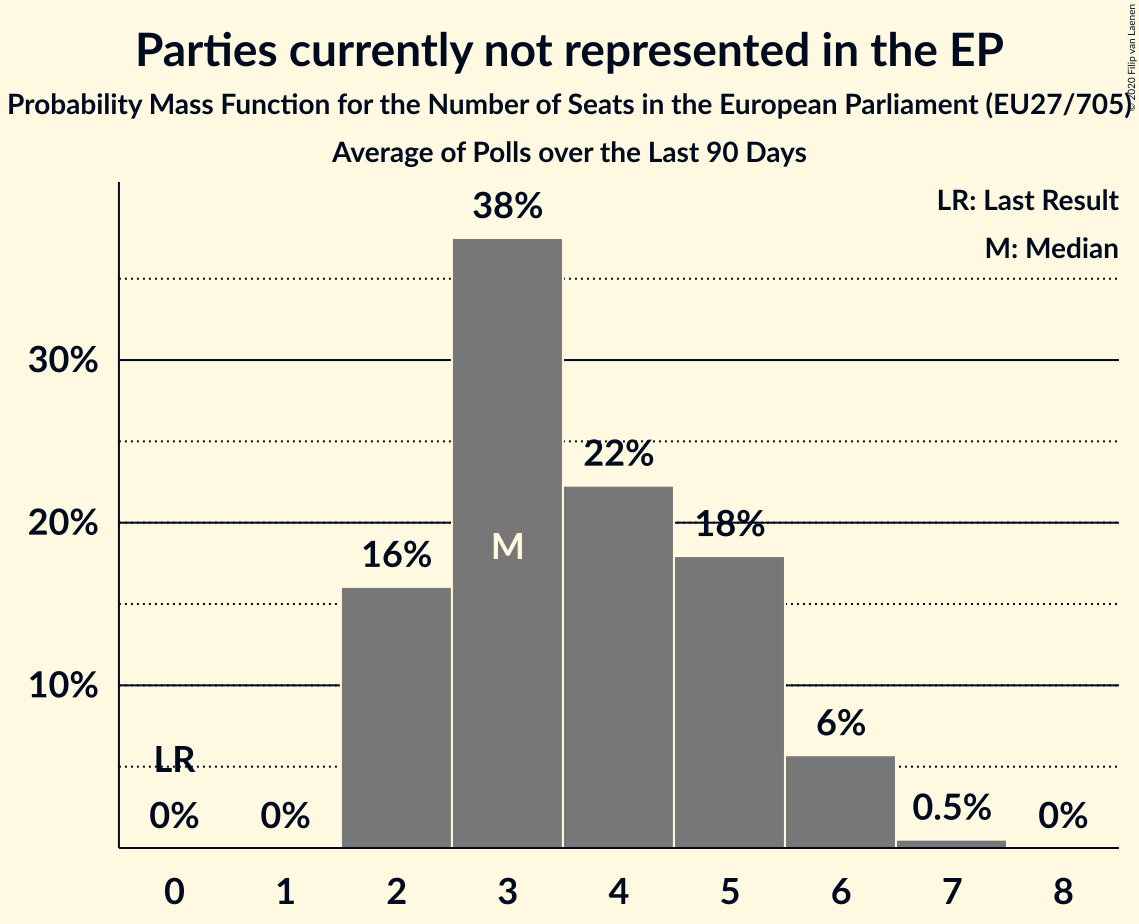 Parties currently not represented in the EP
Probability Mass Function for the Number of Seats in the European Parliament (EU27/705)
Average of Polls over the Last 90 Days
© 2020 Filip van Laenen
LR: Last Result
M: Median
38%
30%
22%
20%
18%
16%
M
10%
6%
LR
0%
0%
0.5%
0%
0 1 2 3 4 5 6 7 8